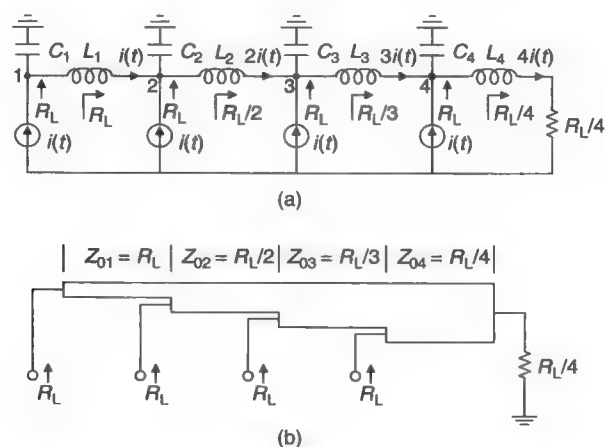 C1 L1 i(t) C2 L2 2i(t) C3 L3 3i(t) C4 L4 4i(t)
1 2 3 4
RL RL RL RL/2 RL RL/3 RL RL/4
i(t) i(t) i(t) i(t) RL/4
(a)
Z01 = RL Z02 = RL/2 Z03 = RL/3 Z04 = RL/4
RL/4
RL RL RL RL
(b)